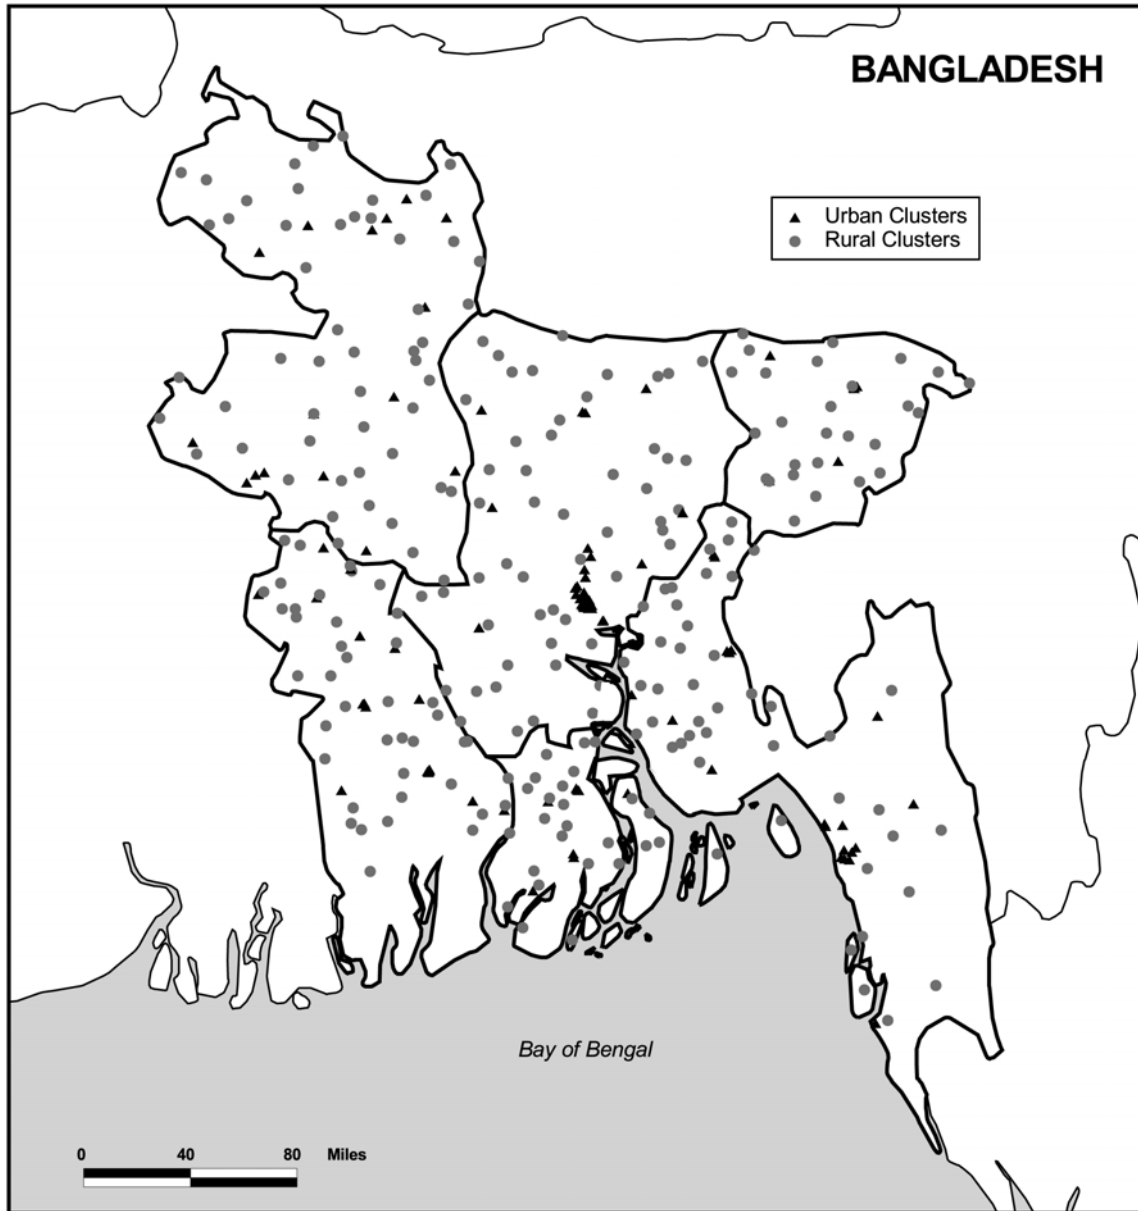 BANGLADESH
Urban Clusters
Rural Clusters
Bay of Bengal
0 40 80 Miles